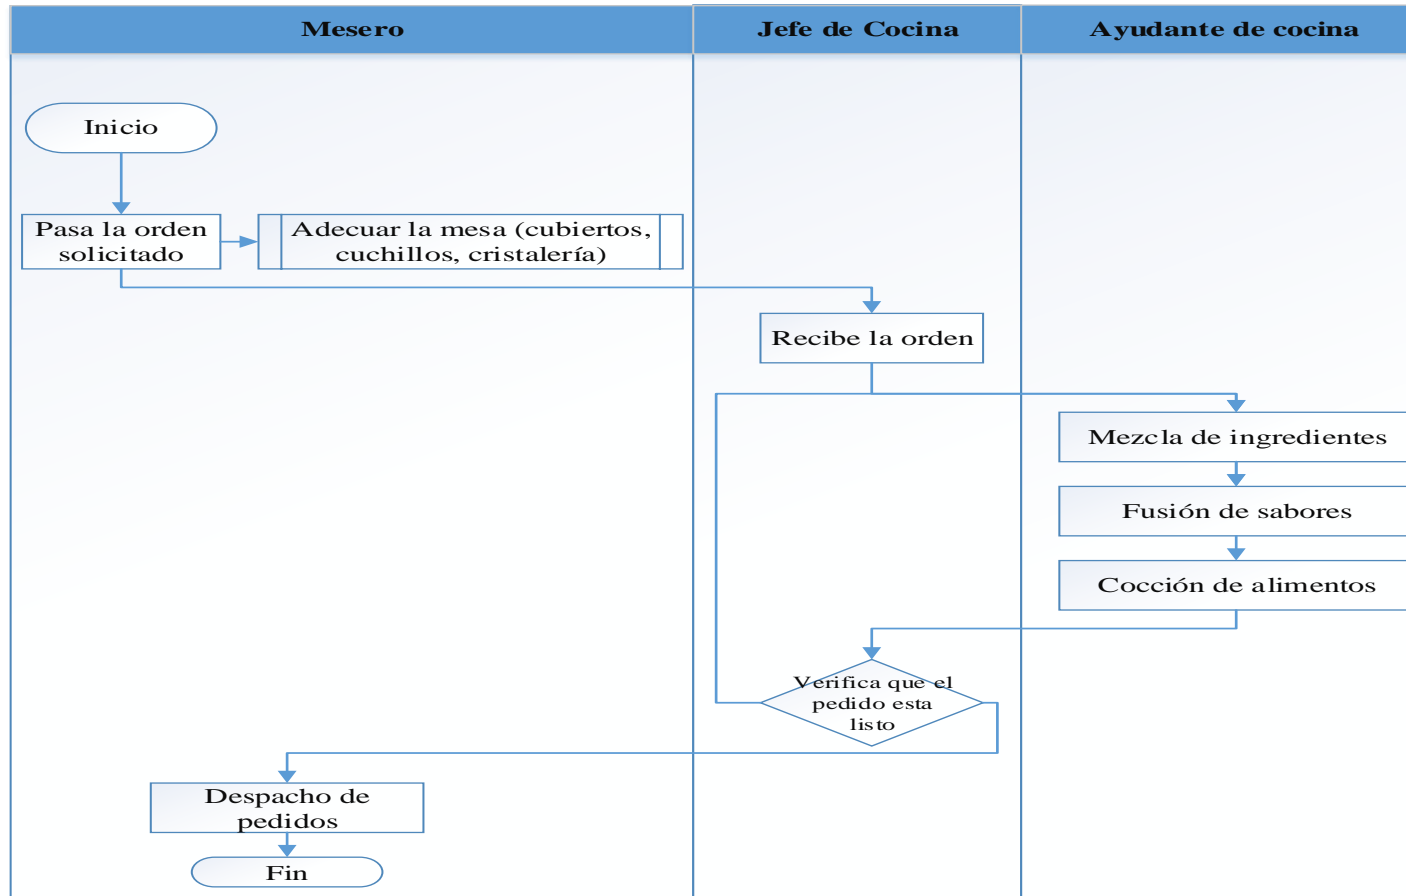 Mesero
Jefe de Cocina
Ayudante de cocina
Inicio
Pasa la orden
solicitado
Adecuar la mesa (cubiertos,
cuchillos, cristalería)
Recibe la orden
Mezcla de ingredientes
Fusión de sabores
Cocción de alimentos
Verifica que el
pedido esta
listo
Despacho de
pedidos
Fin